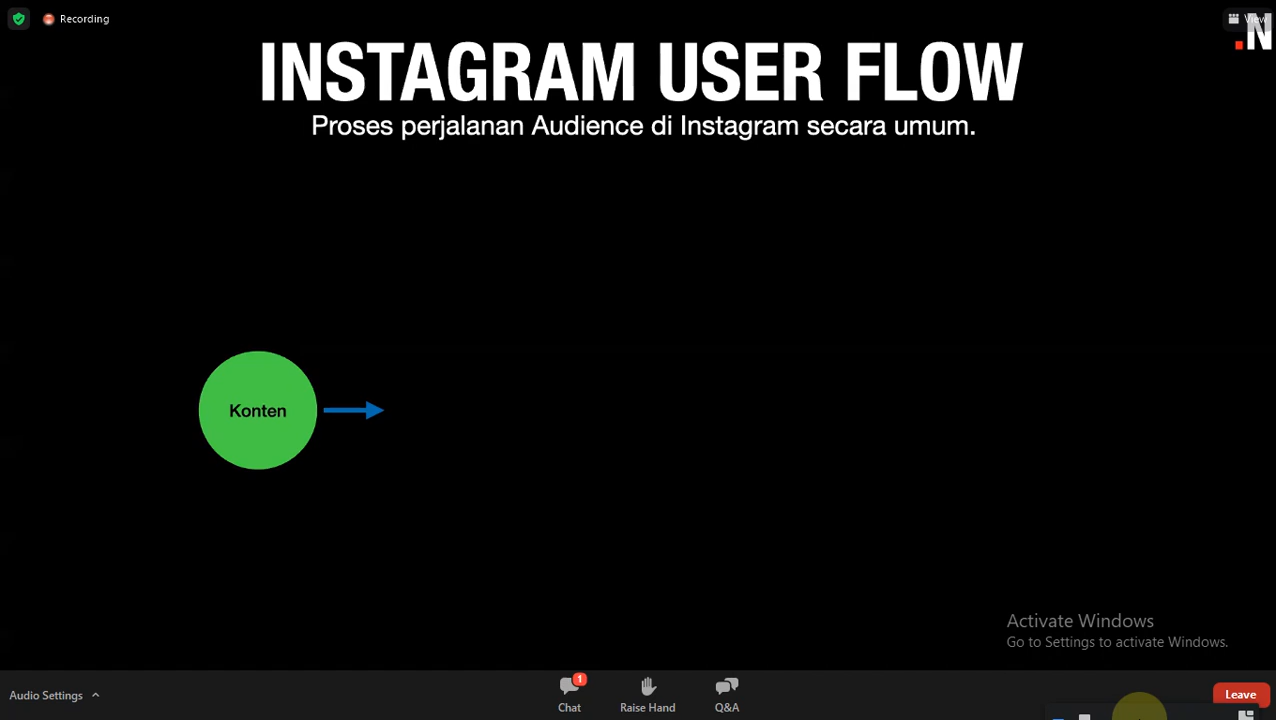 Recording
View
.N
INSTAGRAM USER FLOW
Proses perjalanan Audience di Instagram secara umum.
Konten
Activate Windows
Go to Settings to activate Windows.
Audio Settings
1
Chat
Raise Hand
Q&A
Leave